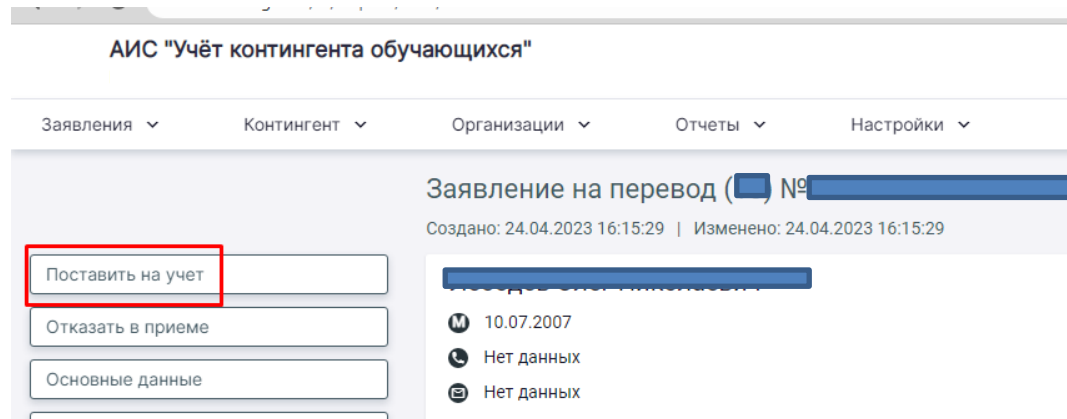 АИС "Учёт контингента обучающихся"
Заявления Контингент Организации Отчеты Настройки
Заявление на перевод ( ) №
Создано: 24.04.2023 16:15:29 | Изменено: 24.04.2023 16:15:29
Поставить на учет
Отказать в приеме
Основные данные
М 10.07.2007
Нет данных
Нет данных